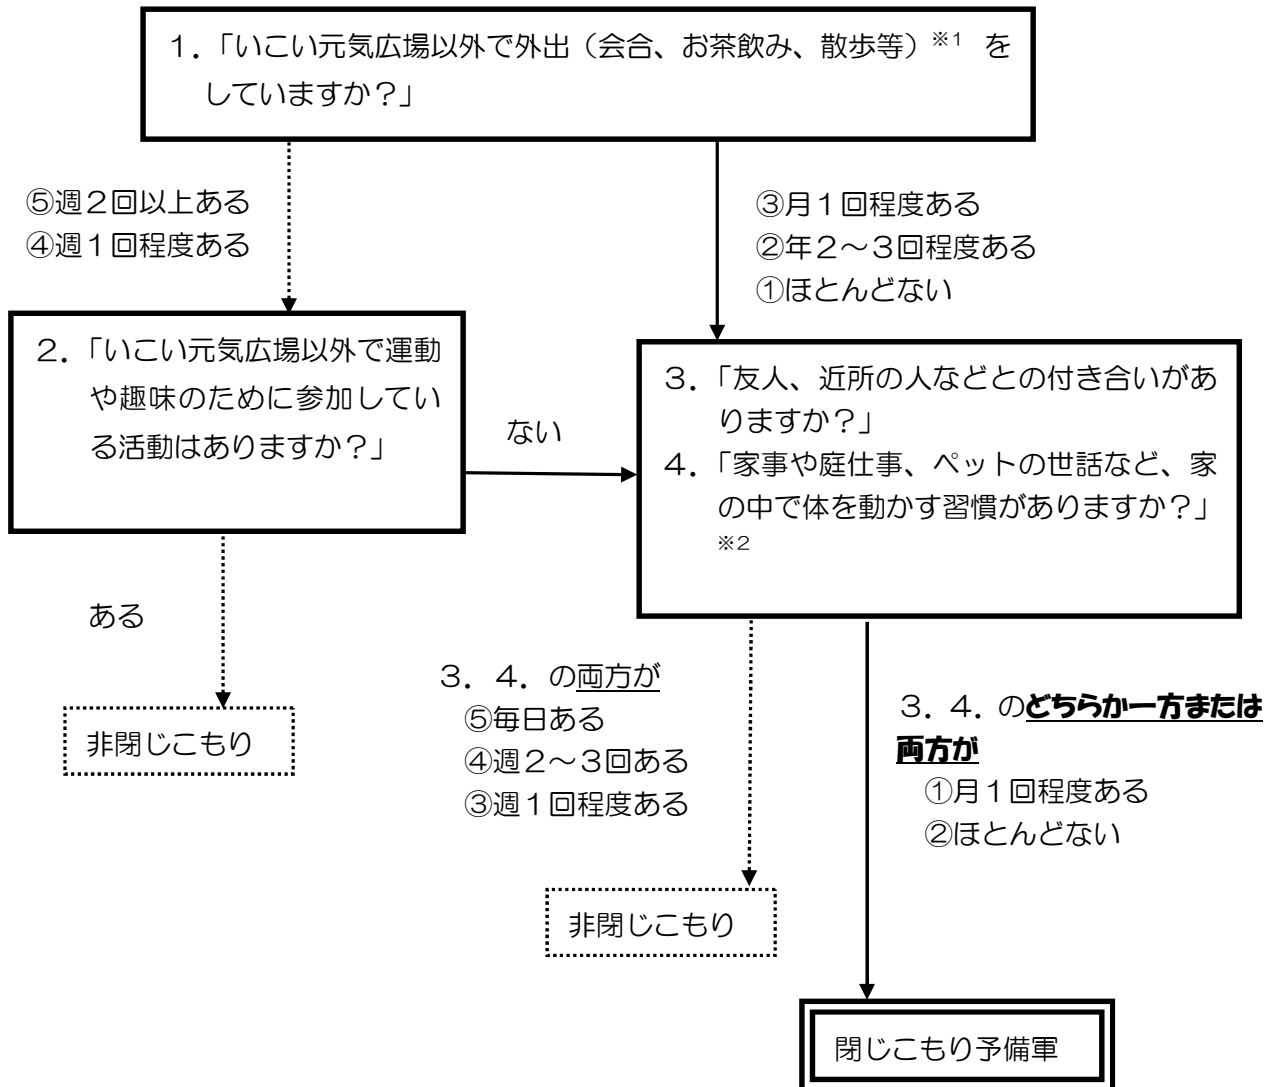 １．「いこい元気広場以外で外出（会合、お茶飲み、散歩等）※1 を
していますか？」
⑤週２回以上ある
④週１回程度ある
③月１回程度ある
②年２～３回程度ある
①ほとんどない
２．「いこい元気広場以外で運動
や趣味のために参加してい
る活動はありますか？」
ない
３．「友人、近所の人などとの付き合いがあ
りますか？」
４．「家事や庭仕事、ペットの世話など、家
の中で体を動かす習慣がありますか？」
※2
ある
非閉じこもり
３．４．の両方が
⑤毎日ある
④週２～３回ある
③週１回程度ある
非閉じこもり
３．４．のどちらか一方または
両方が
①月１回程度ある
②ほとんどない
閉じこもり予備軍